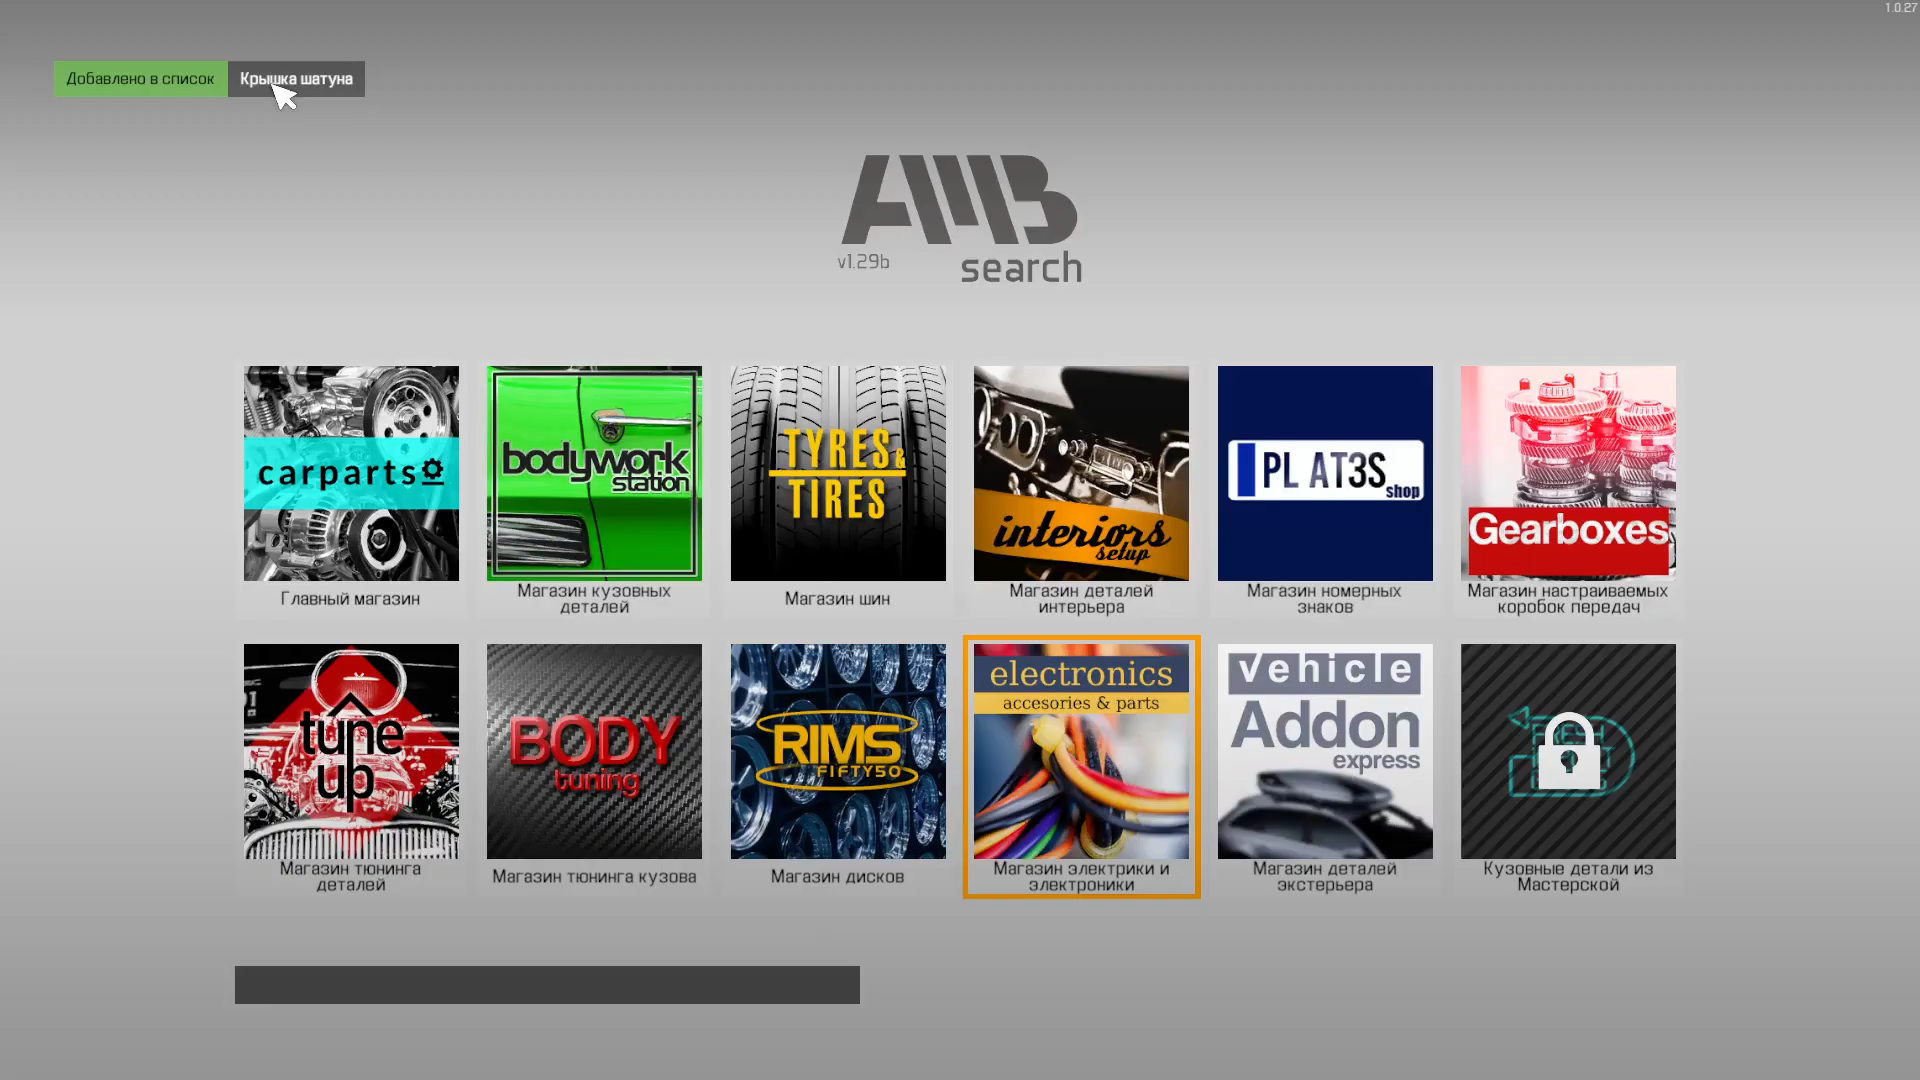 1.0.27
Добавлено в список Крышка шатуна
AMB
v1.29b
search
carparts
bodywork
station
TYRES &
TIRES
interiors
setup
PL AT3S
shop
Gearboxes
Главный магазин
Магазин кузовных
деталей
Магазин шин
Магазин деталей
интерьера
Магазин номерных
знаков
Магазин настраиваемых
коробок передач
tune
up
BODY
tuning
RIMS
FIFTY50
electronics
accesories & parts
vehicle
Addon
express
Магазин тюнинга
деталей
Магазин тюнинга кузова
Магазин дисков
Магазин электрики и
электроники
Магазин деталей
экстерьера
Кузовные детали из
Мастерской